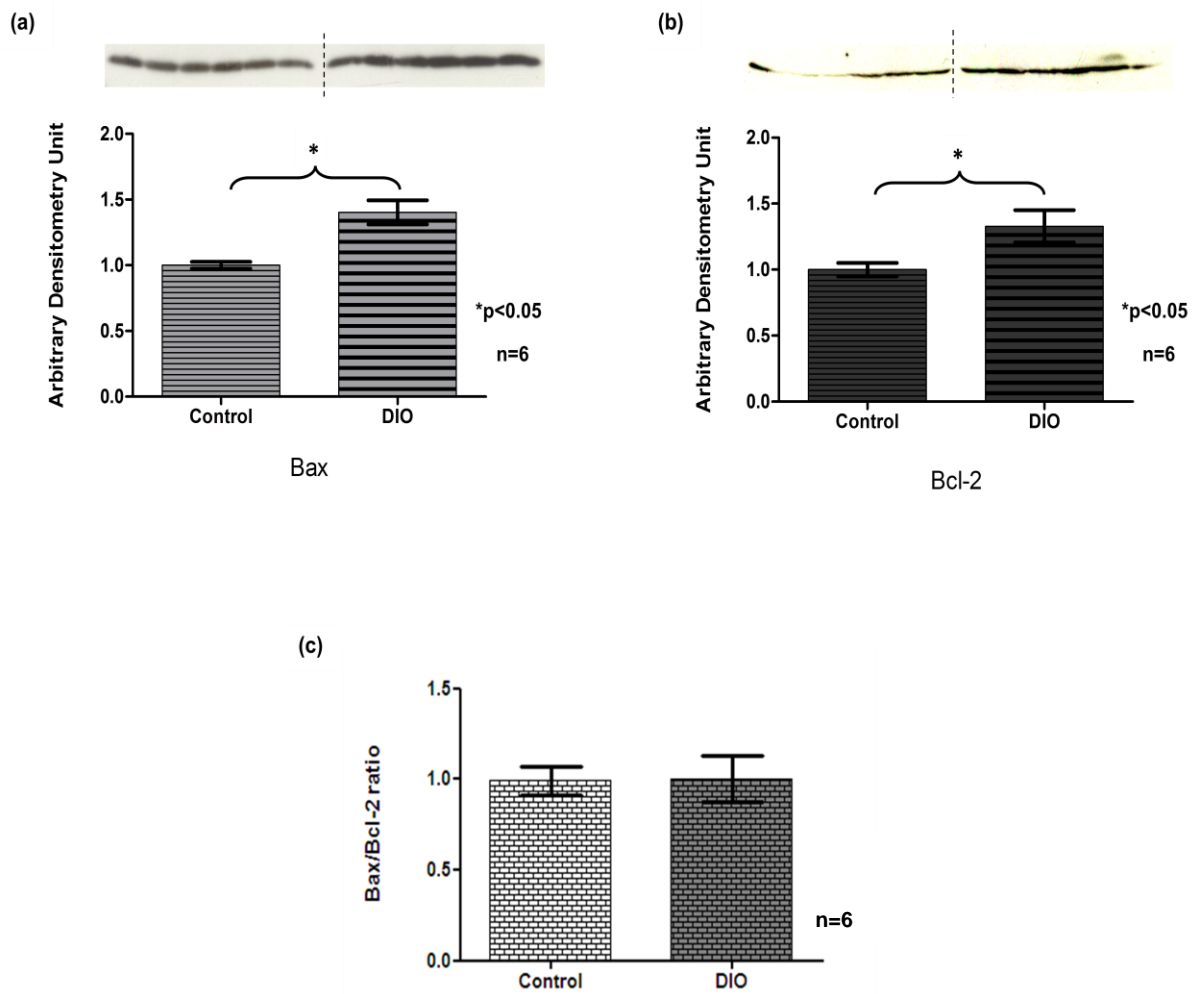 (a)
Arbitrary Densitometry Unit
2.0
1.5
1.0
0.5
0.0
*
*p<0.05
n=6
Control DIO
Bax
(b)
Arbitrary Densitometry Unit
2.0
1.5
1.0
0.5
0.0
*
*p<0.05
n=6
Control DIO
Bcl-2
(c)
Bax/Bcl-2 ratio
1.5
1.0
0.5
0.0
n=6
Control DIO